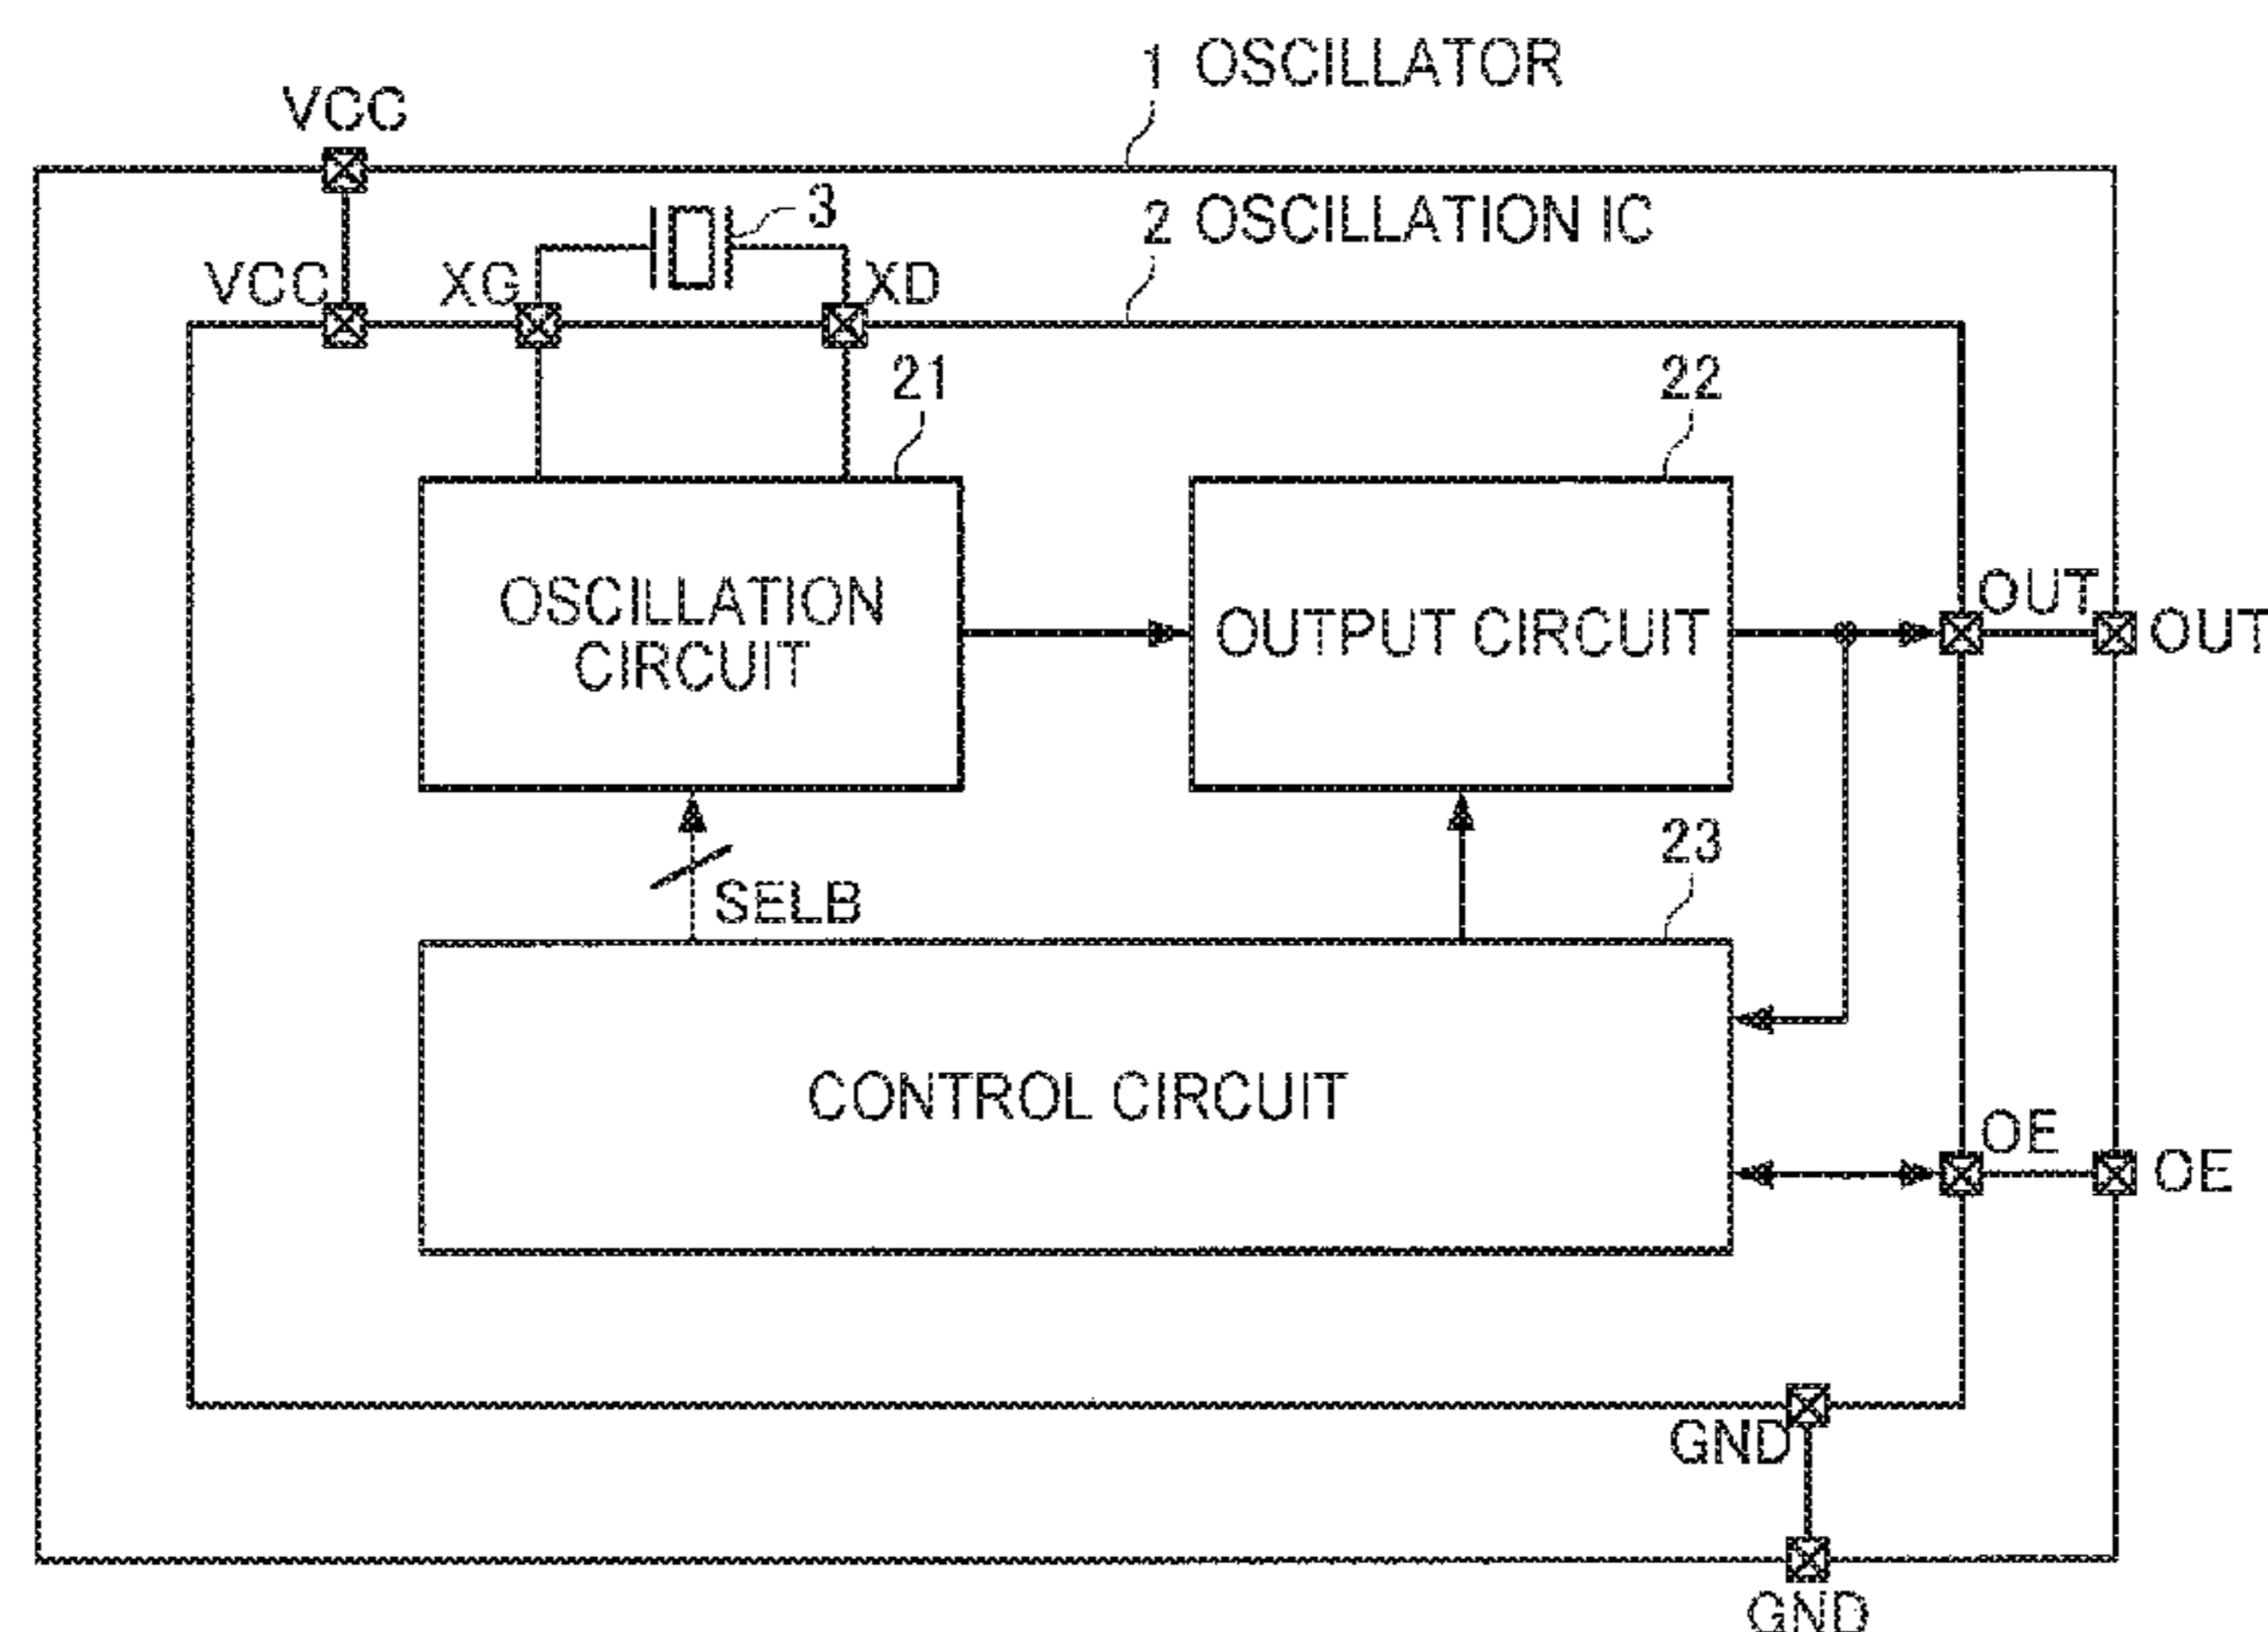 1 OSCILLATOR
VCC
3
2 OSCILLATION IC
VCC
XG
XD
21
22
OSCILLATION
CIRCUIT
OUTPUT CIRCUIT
OUT
OUT
SELB
23
CONTROL CIRCUIT
OE
OE
GND
GND